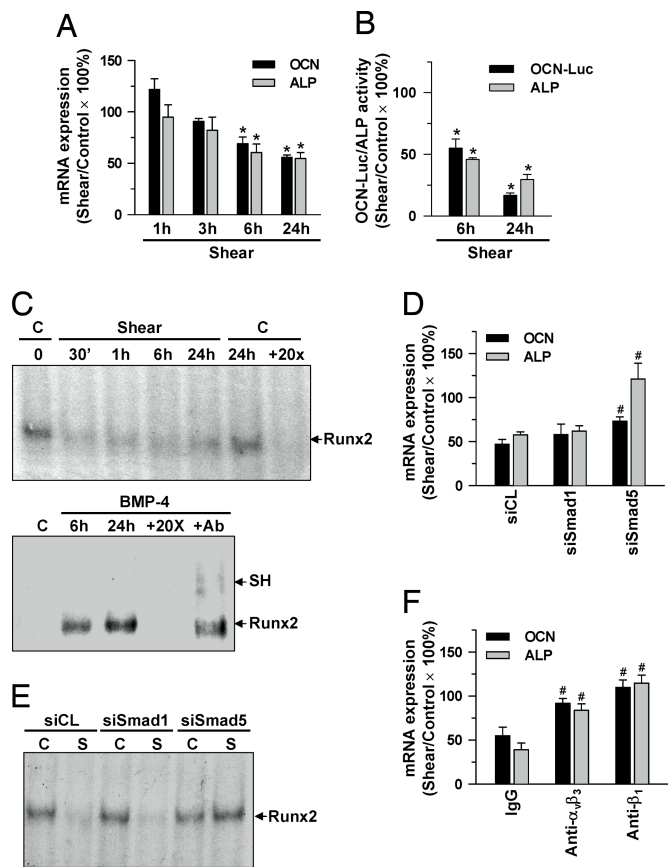 A
mRNA expression
(Shear/Control × 100%)
150
100
50
0
OCN
ALP
* * * *
1h 3h 6h 24h
Shear
B
OCN-Luc/ALP activity
(Shear/Control × 100%)
100
50
0
OCN-Luc
ALP
* * * *
6h 24h
Shear
C
C Shear C
0 30’ 1h 6h 24h 24h +20x
Runx2
BMP-4
C 6h 24h +20X +Ab
SH
Runx2
D
mRNA expression
(Shear/Control × 100%)
150
100
50
0
OCN
ALP
# #
siCL siSmad1 siSmad5
E
siCL siSmad1 siSmad5
C S C S C S
Runx2
F
mRNA expression
(Shear/Control × 100%)
150
100
50
0
OCN
ALP
# # # #
IgG Anti-αvβ3 Anti-β1